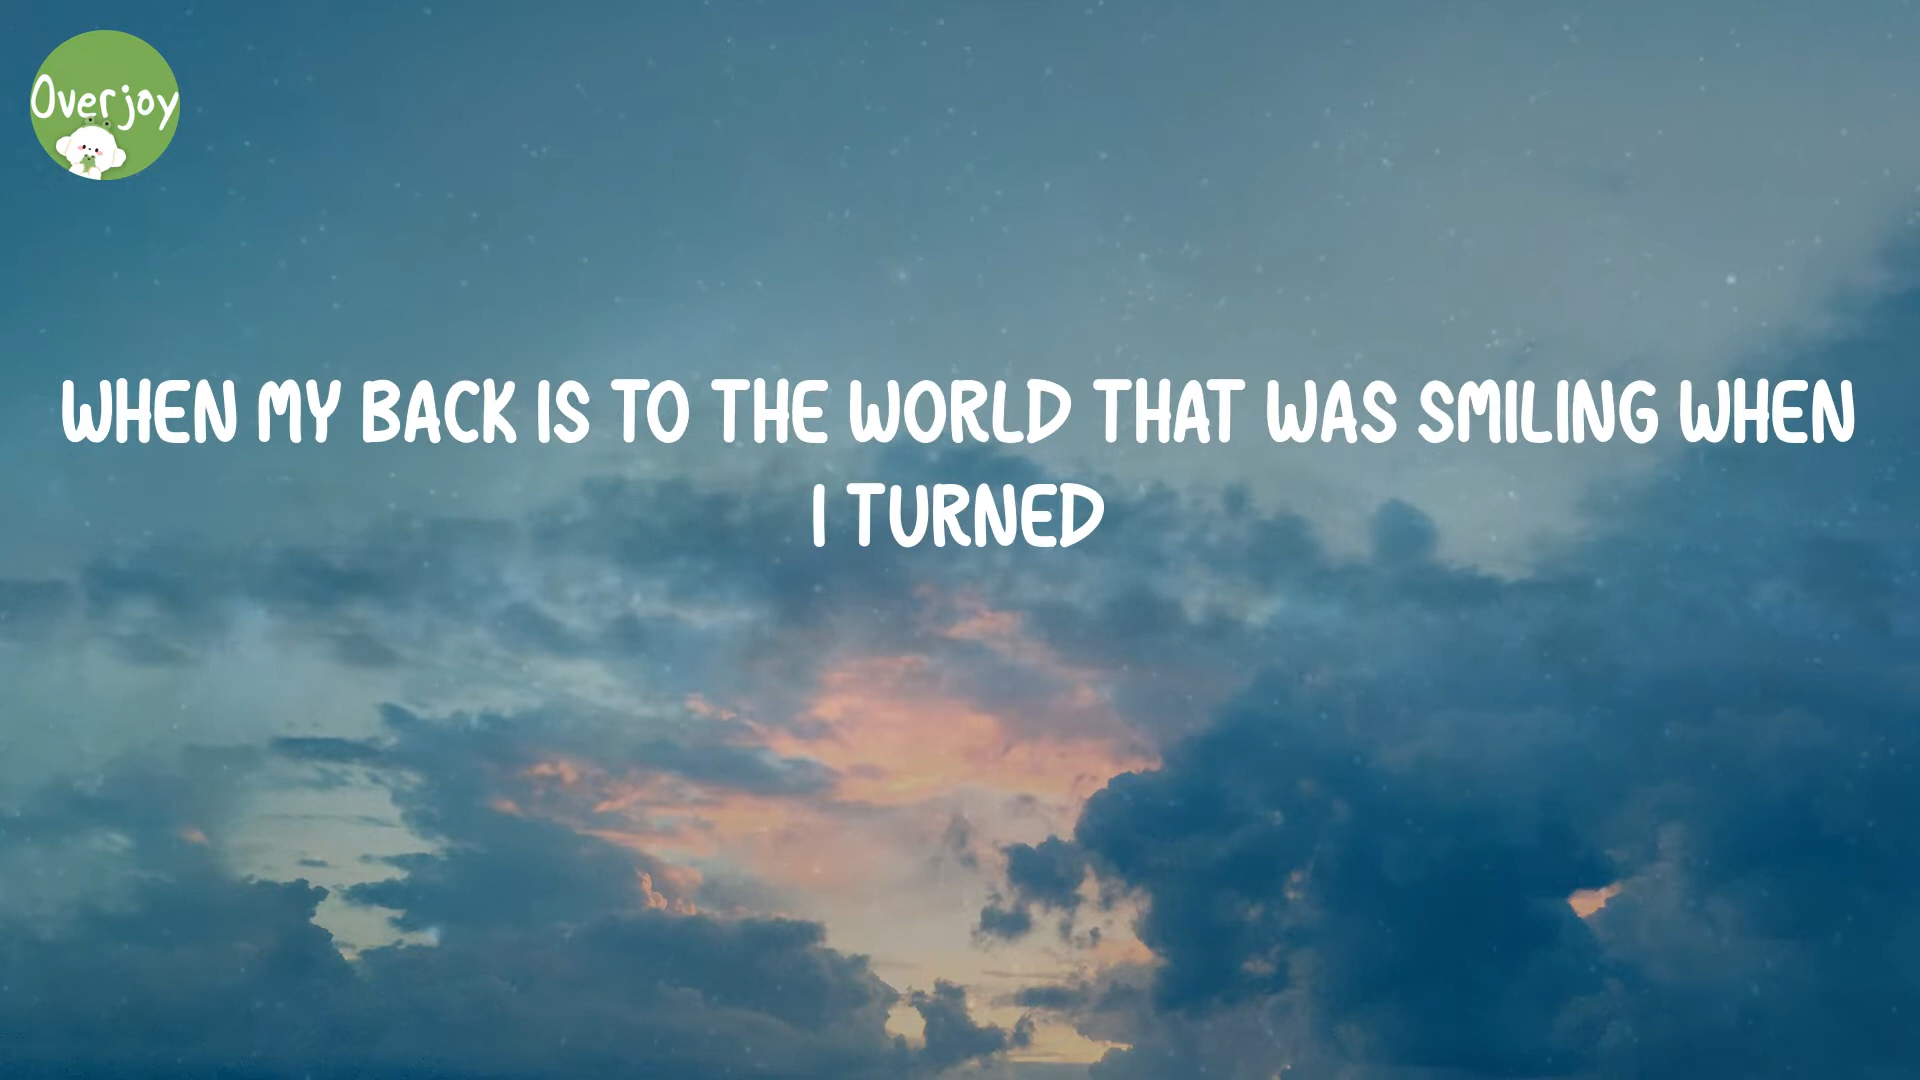 Overjoy
WHEN MY BACK IS TO THE WORLD THAT WAS SMILING WHEN
I TURNED